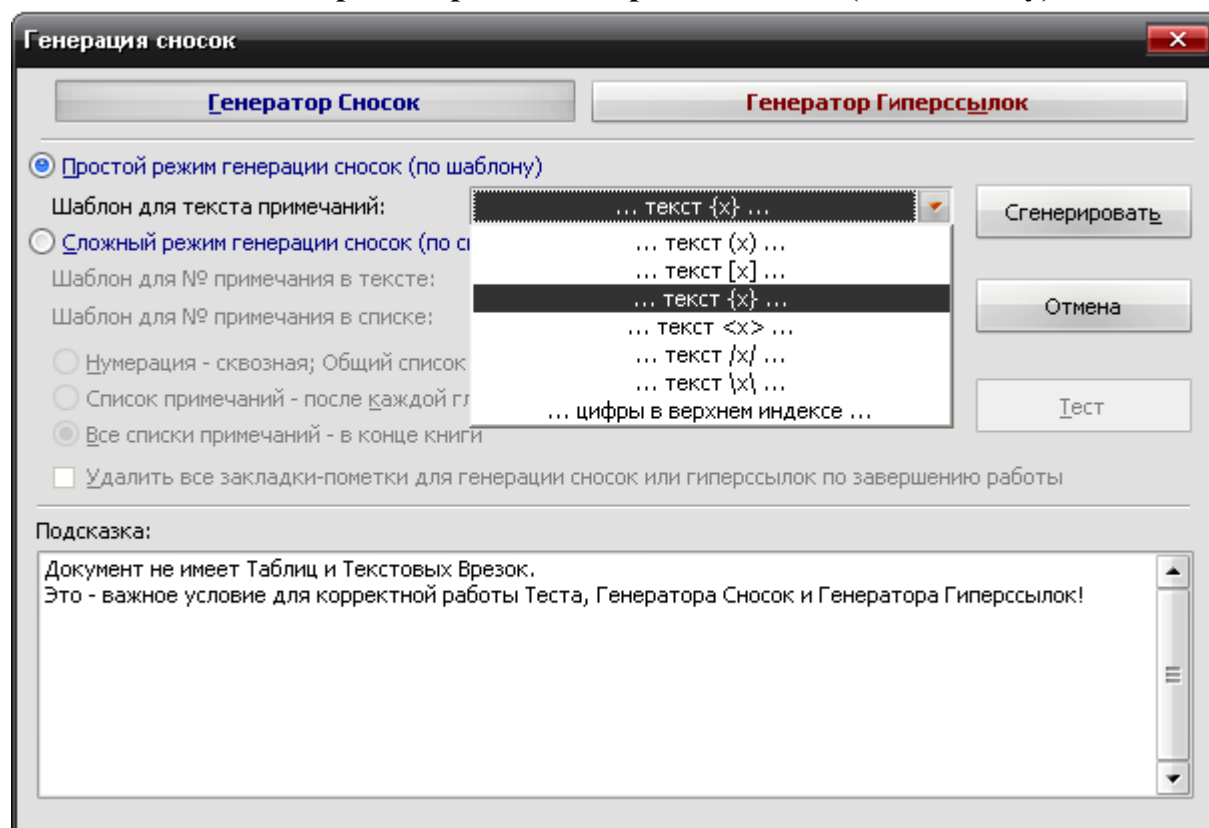 Генерация сносок
Генератор Сносок Генератор Гиперссылок
Простой режим генерации сносок (по шаблону)
Шаблон для текста примечаний: ... текст {x} ... Сгенерировать
Сложный режим генерации сносок (по ... текст (x) ...
Шаблон для № примечания в тексте: ... текст [x] ...
... текст {x} ... Отмена
Шаблон для № примечания в списке: ... текст <x> ...
Нумерация - сквозная; Общий список ... текст /x/ ...
Список примечаний - после каждой ... текст \x\ ... Тест
... цифры в верхнем индексе ...
Все списки примечаний - в конце книги
Удалить все закладки-пометки для генерации сносок или гиперссылок по завершению работы
Подсказка:
Документ не имеет Таблиц и Текстовых Врезок.
Это - важное условие для корректной работы Теста, Генератора Сносок и Генератора Гиперссылок!